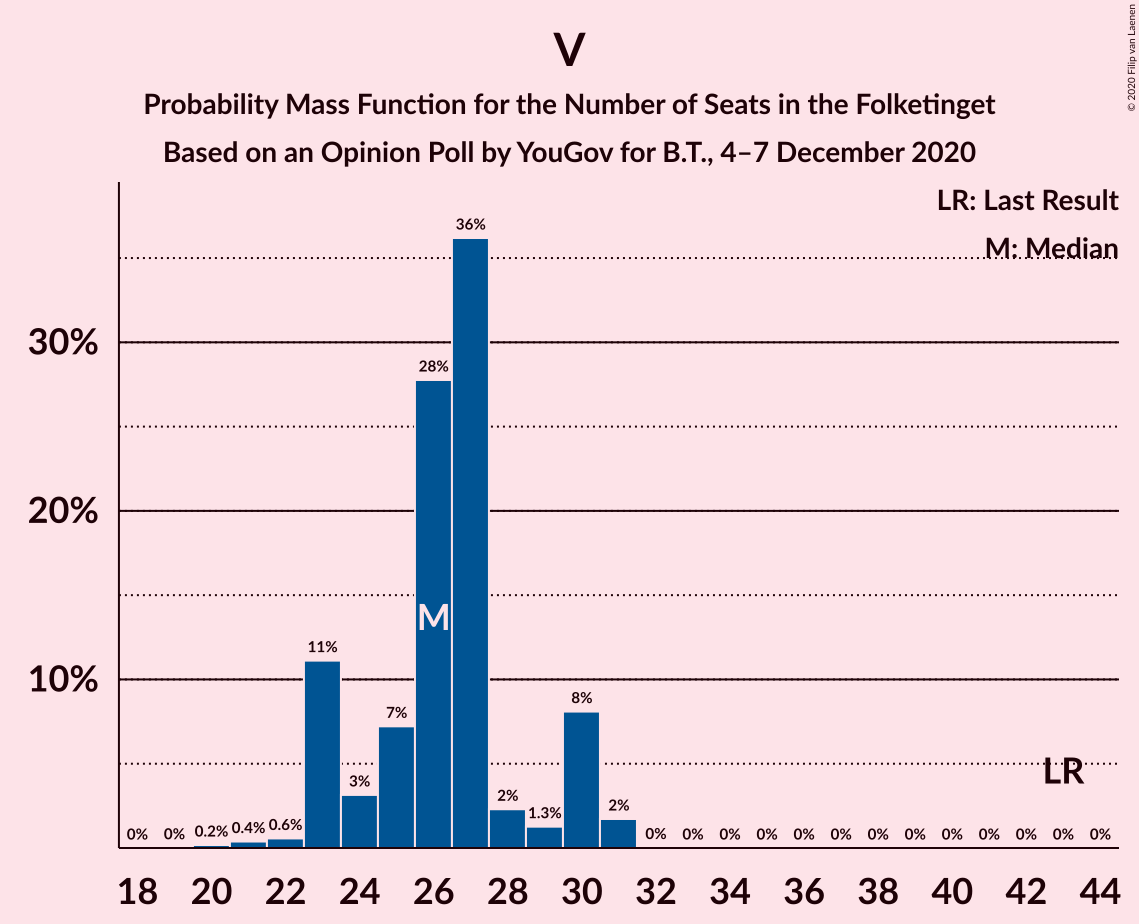 V
Probability Mass Function for the Number of Seats in the Folketinget
Based on an Opinion Poll by YouGov for B.T., 4–7 December 2020
© 2020 Filip van Laenen
LR: Last Result
M: Median
30%
20%
10%
0% 0% 0.2% 0.4% 0.6% 11% 3% 7% 28% 36% 2% 1.3% 8% 2% 0% 0% 0% 0% 0% 0% 0% 0% 0% 0% 0% 0% 0%
M
LR
18 20 22 24 26 28 30 32 34 36 38 40 42 44